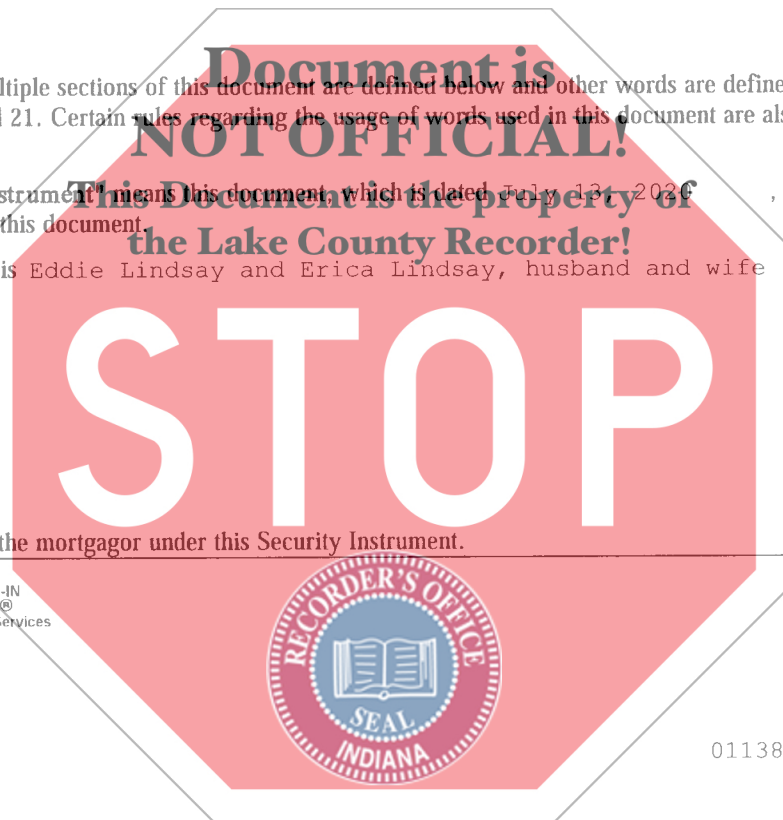 Document is
ltiple sections of this document are defined below and other words are define
21. Certain rules regarding the usage of words used in this document are als
NOT OFFICIAL!
strument" means this document, which is dated July 13, 2020 ,
This Document is the property of
this document.
the Lake County Recorder!
is Eddie Lindsay and Erica Lindsay, husband and wife
STOP
the mortgagor under this Security Instrument.
-IN
®
Services
RECORDER'S OFFICE
SEAL
INDIANA
01138